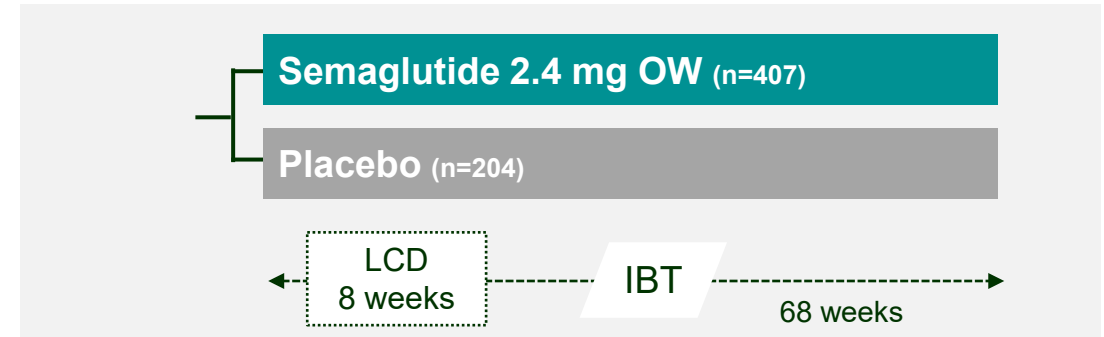 Semaglutide 2.4 mg OW (n=407)
Placebo (n=204)
LCD
8 weeks
IBT
68 weeks